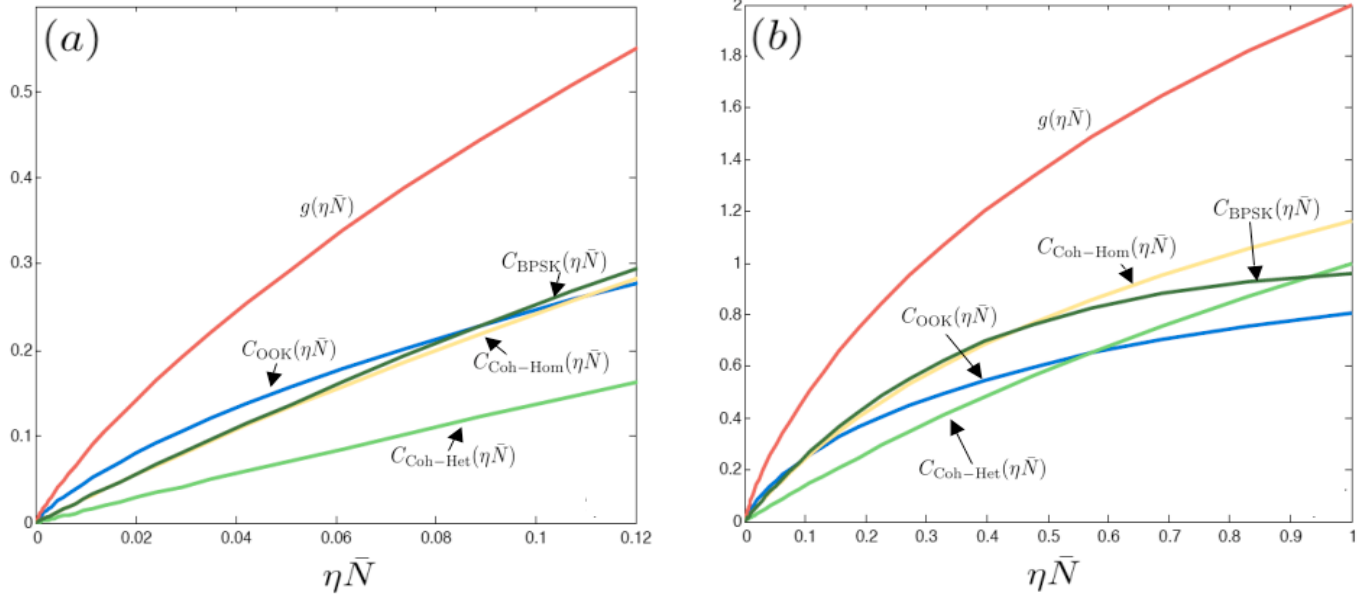 (a)
0.5
0.4
0.3
0.2
0.1
0
g(ηN̄)
C_BPSK(ηN̄)
C_OOK(ηN̄)
C_Coh−Hom(ηN̄)
C_Coh−Het(ηN̄)
0 0.02 0.04 0.06 0.08 0.1 0.12
ηN̄
(b)
2
1.8
1.6
1.4
1.2
1
0.8
0.6
0.4
0.2
0
g(ηN̄)
C_BPSK(ηN̄)
C_Coh−Hom(ηN̄)
C_OOK(ηN̄)
C_Coh−Het(ηN̄)
0 0.1 0.2 0.3 0.4 0.5 0.6 0.7 0.8 0.9 1
ηN̄